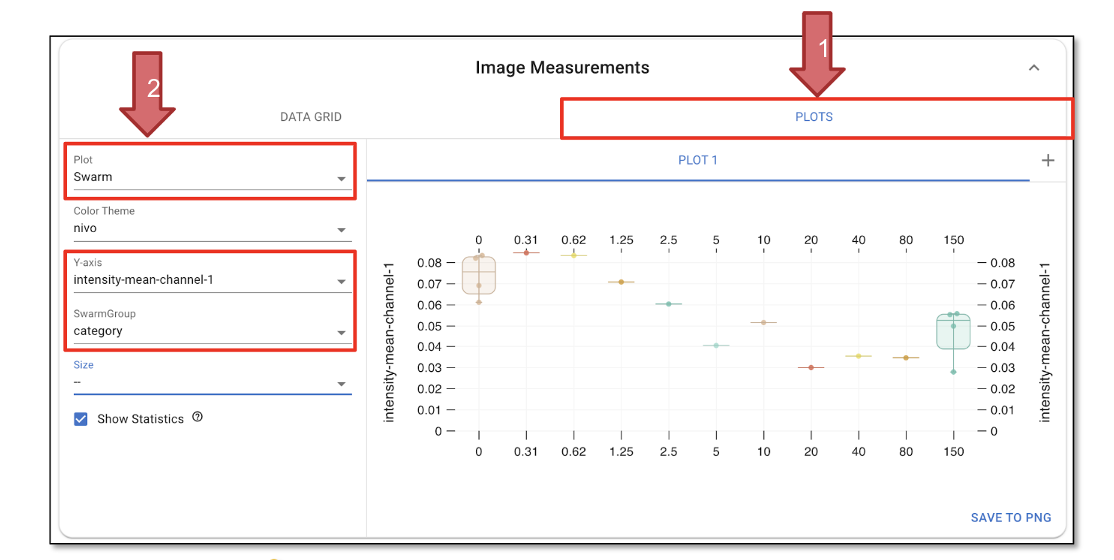 1
Image Measurements
2
DATA GRID
PLOTS
Plot
Swarm
PLOT 1
+
Color Theme
nivo
Y-axis
intensity-mean-channel-1
SwarmGroup
category
Size
--
Show Statistics ?
0 0.31 0.62 1.25 2.5 5 10 20 40 80 150
0.08 0.08
0.07 0.07
0.06 0.06
0.05 0.05
0.04 0.04
0.03 0.03
0.02 0.02
0.01 0.01
0 0
intensity-mean-channel-1
intensity-mean-channel-1
0 0.31 0.62 1.25 2.5 5 10 20 40 80 150
SAVE TO PNG